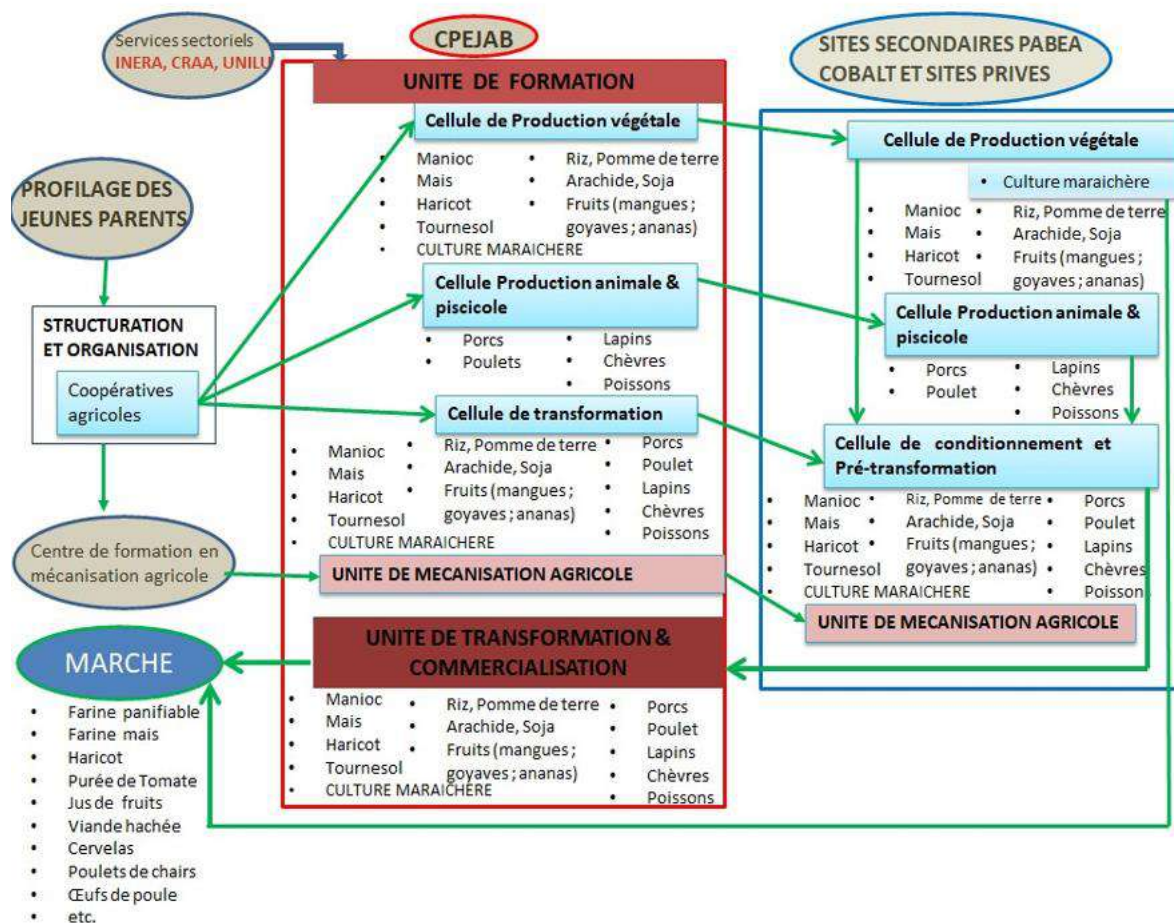 Services sectoriels
INERA, CRAA, UNILU
CPEJAB
SITES SECONDAIRES PABEA
COBALT ET SITES PRIVES
PROFILAGE DES
JEUNES PARENTS
STRUCTURATION
ET ORGANISATION
Coopératives
agricoles
Centre de formation en
mécanisation agricole
UNITE DE FORMATION
Cellule de Production végétale
• Manioc
• Mais
• Haricot
• Tournesol
• CULTURE MARAICHERE
• Riz, Pomme de terre
• Arachide, Soja
• Fruits (mangues ;
goyaves ; ananas)
Cellule Production animale &
piscicole
• Porcs
• Poulets
• Lapins
• Chèvres
• Poissons
Cellule de transformation
• Manioc
• Mais
• Haricot
• Tournesol
• CULTURE MARAICHERE
• Riz, Pomme de terre
• Arachide, Soja
• Fruits (mangues ;
goyaves ; ananas)
• Porcs
• Poulet
• Lapins
• Chèvres
• Poissons
UNITE DE MECANISATION AGRICOLE
UNITE DE TRANSFORMATION &
COMMERCIALISATION
• Manioc
• Mais
• Haricot
• Tournesol
• CULTURE MARAICHERE
• Riz, Pomme de terre
• Arachide, Soja
• Fruits (mangues ;
goyaves ; ananas)
• Porcs
• Poulet
• Lapins
• Chèvres
• Poissons
Cellule de Production végétale
• Culture maraichère
• Manioc
• Mais
• Haricot
• Tournesol
• Riz, Pomme de terre
• Arachide, Soja
• Fruits (mangues ;
goyaves ; ananas)
Cellule Production animale &
piscicole
• Porcs
• Poulet
• Lapins
• Chèvres
• Poissons
Cellule de conditionnement et
Pré-transformation
• Manioc
• Mais
• Haricot
• Tournesol
• CULTURE MARAICHERE
• Riz, Pomme de terre
• Arachide, Soja
• Fruits (mangues ;
goyaves ; ananas)
• Porcs
• Poulet
• Lapins
• Chèvres
• Poissons
UNITE DE MECANISATION AGRICOLE
MARCHE
• Farine panifiable
• Farine mais
• Haricot
• Purée de Tomate
• Jus de fruits
• Viande hachée
• Cervelas
• Poulets de chairs
• Œufs de poule
• etc.